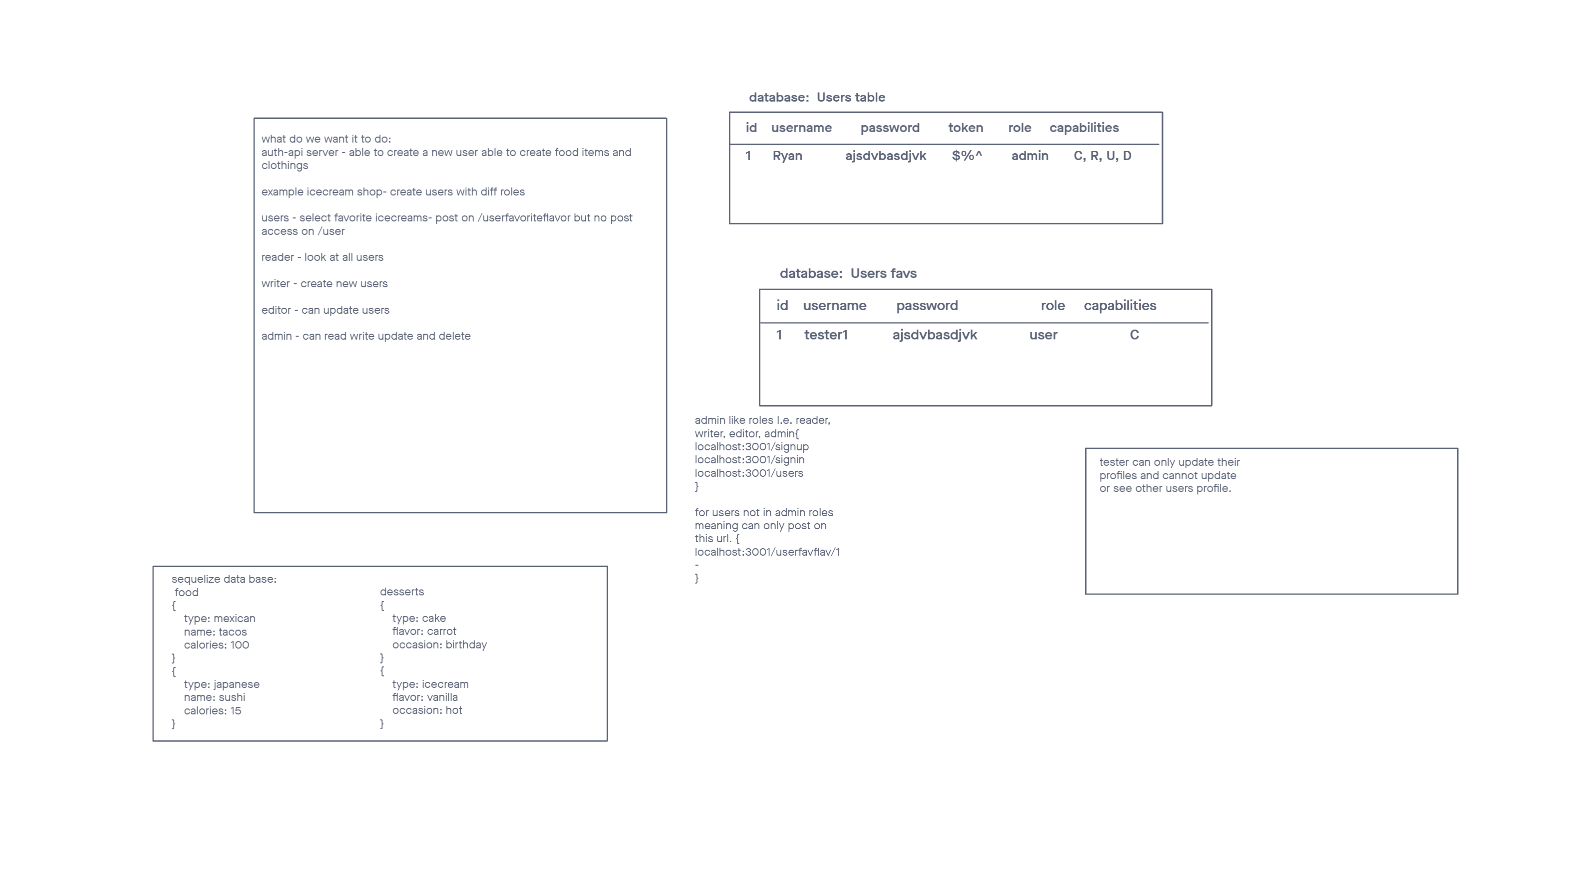 what do we want it to do:
auth-api server - able to create a new user able to create food items and
clothings
example icecream shop- create users with diff roles
users - select favorite icecreams- post on /userfavoriteflavor but no post
access on /user
reader - look at all users
writer - create new users
editor - can update users
admin - can read write update and delete
database: Users table
id username password token role capabilities
1 Ryan ajsdvbasdjvk $%^ admin C, R, U, D
database: Users favs
id username password role capabilities
1 tester1 ajsdvbasdjvk user C
admin like roles I.e. reader,
writer, editor, admin{
localhost:3001/signup
localhost:3001/signin
localhost:3001/users
}
for users not in admin roles
meaning can only post on
this url. {
localhost:3001/userfavflav/1
-
}
tester can only update their
profiles and cannot update
or see other users profile.
sequelize data base:
food
{
type: mexican
name: tacos
calories: 100
}
{
type: japanese
name: sushi
calories: 15
}
desserts
{
type: cake
flavor: carrot
occasion: birthday
}
{
type: icecream
flavor: vanilla
occasion: hot
}